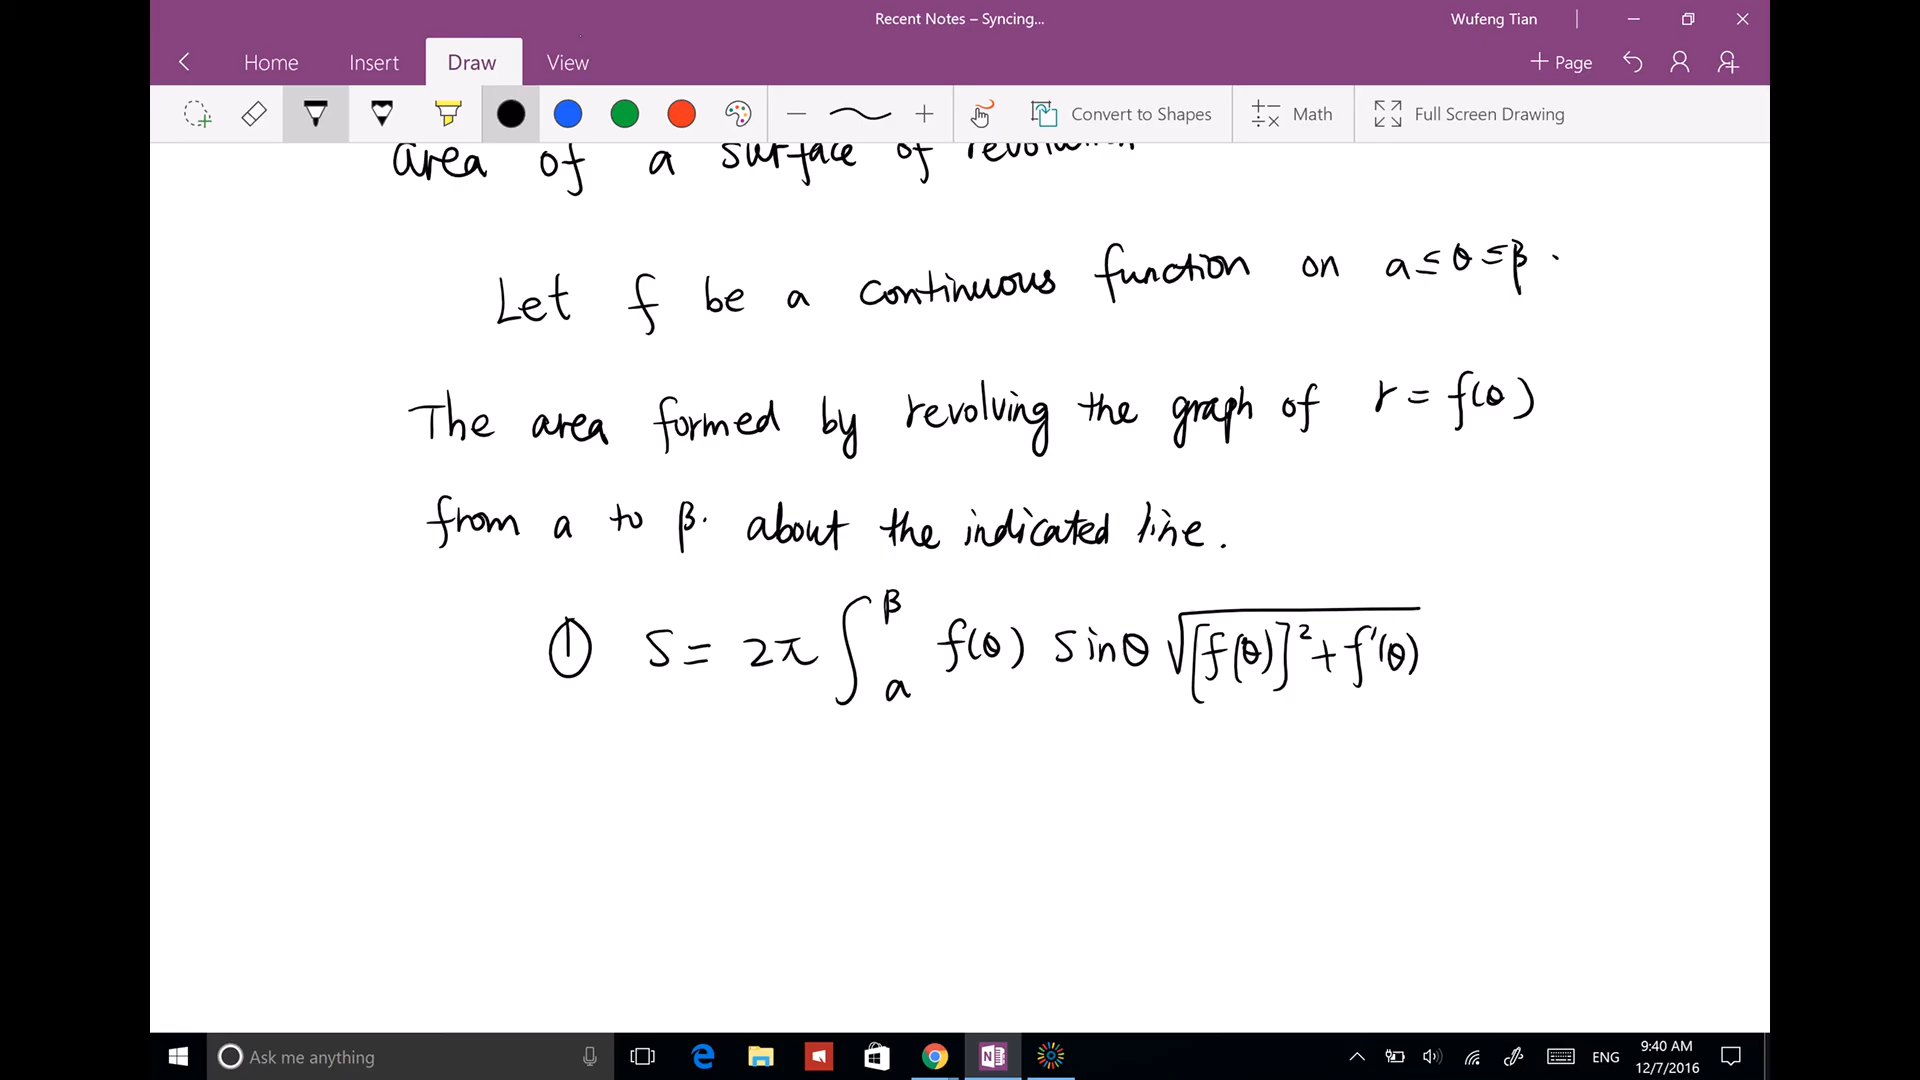 Recent Notes – Syncing...
Wufeng Tian
Home Insert Draw View
Page
Convert to Shapes
Math
Full Screen Drawing
area of a surface of revolution
Let f be a continuous function on a ≤ θ ≤ β .
The area formed by revolving the graph of r = f(θ)
from a to β. about the indicated line.
① S = 2π ∫_a^β f(θ) sinθ √([f(θ)]² + f'(θ)
Ask me anything
ENG
9:40 AM
12/7/2016